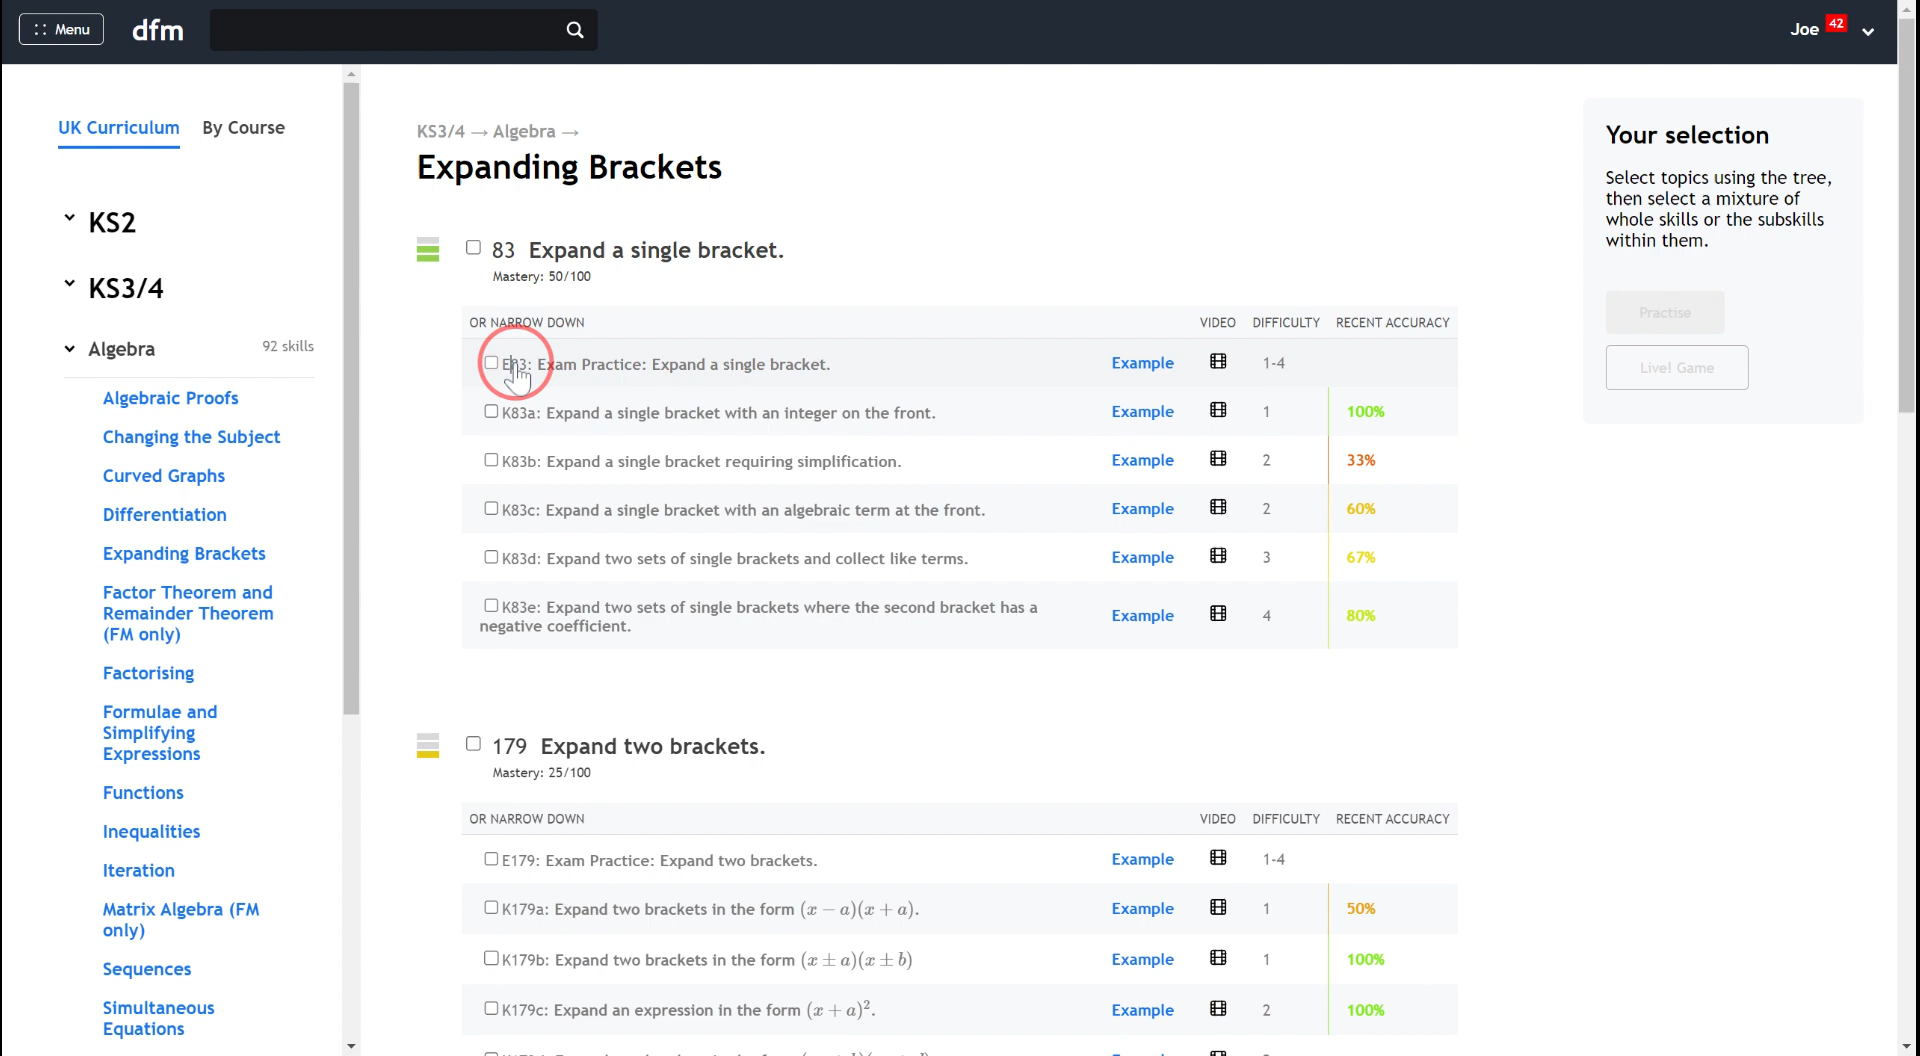 Menu
dfm
Joe 42
UK Curriculum By Course
KS2
KS3/4
Algebra 92 skills
Algebraic Proofs
Changing the Subject
Curved Graphs
Differentiation
Expanding Brackets
Factor Theorem and
Remainder Theorem
(FM only)
Factorising
Formulae and
Simplifying
Expressions
Functions
Inequalities
Iteration
Matrix Algebra (FM
only)
Sequences
Simultaneous
Equations
KS3/4 → Algebra →
Expanding Brackets
83 Expand a single bracket.
Mastery: 50/100
OR NARROW DOWN VIDEO DIFFICULTY RECENT ACCURACY
E83: Exam Practice: Expand a single bracket. Example 1-4
K83a: Expand a single bracket with an integer on the front. Example 1 100%
K83b: Expand a single bracket requiring simplification. Example 2 33%
K83c: Expand a single bracket with an algebraic term at the front. Example 2 60%
K83d: Expand two sets of single brackets and collect like terms. Example 3 67%
K83e: Expand two sets of single brackets where the second bracket has a
negative coefficient. Example 4 80%
179 Expand two brackets.
Mastery: 25/100
OR NARROW DOWN VIDEO DIFFICULTY RECENT ACCURACY
E179: Exam Practice: Expand two brackets. Example 1-4
K179a: Expand two brackets in the form (x − a)(x + a). Example 1 50%
K179b: Expand two brackets in the form (x ± a)(x ± b) Example 1 100%
K179c: Expand an expression in the form (x + a)². Example 2 100%
Your selection
Select topics using the tree,
then select a mixture of
whole skills or the subskills
within them.
Practise
Live! Game